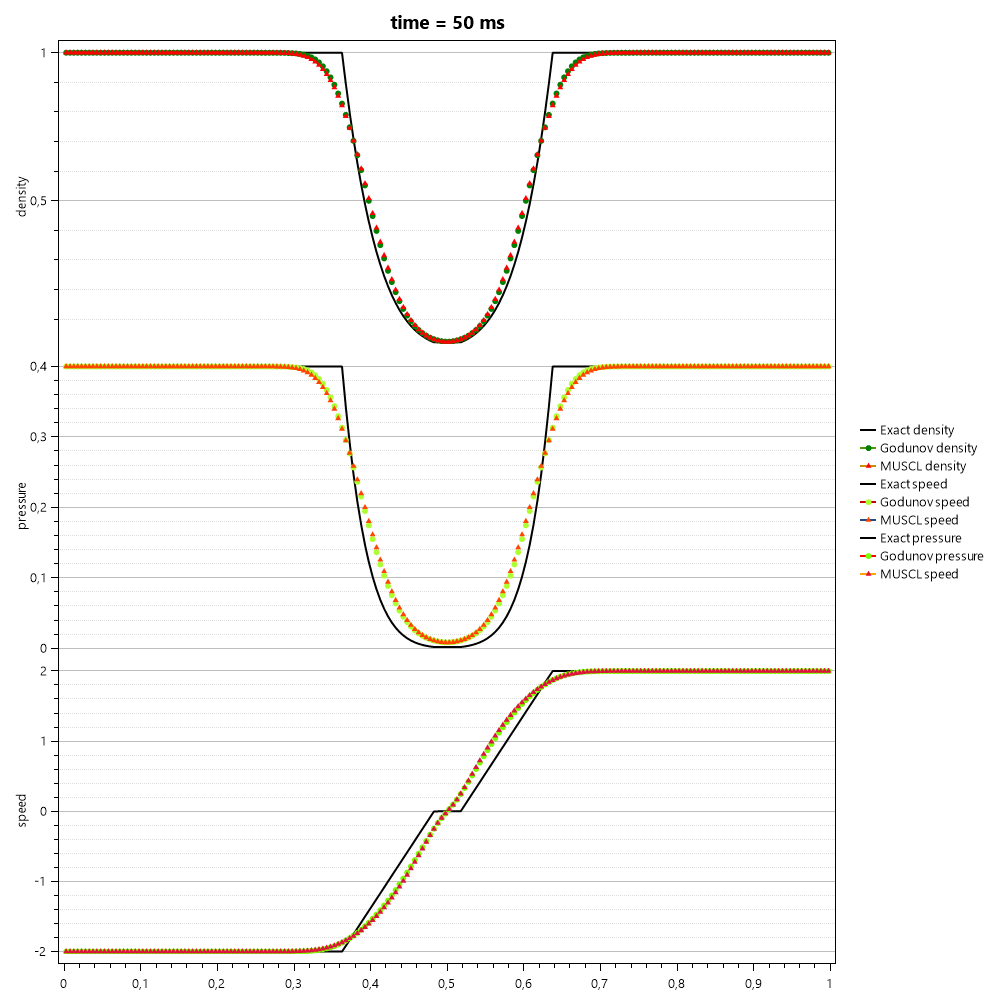 time = 50 ms
1
0,5
density
0,4
0,3
0,2
0,1
0
pressure
2
1
0
-1
-2
speed
0
0,1
0,2
0,3
0,4
0,5
0,6
0,7
0,8
0,9
1
Exact density
Godunov density
MUSCL density
Exact speed
Godunov speed
MUSCL speed
Exact pressure
Godunov pressure
MUSCL speed